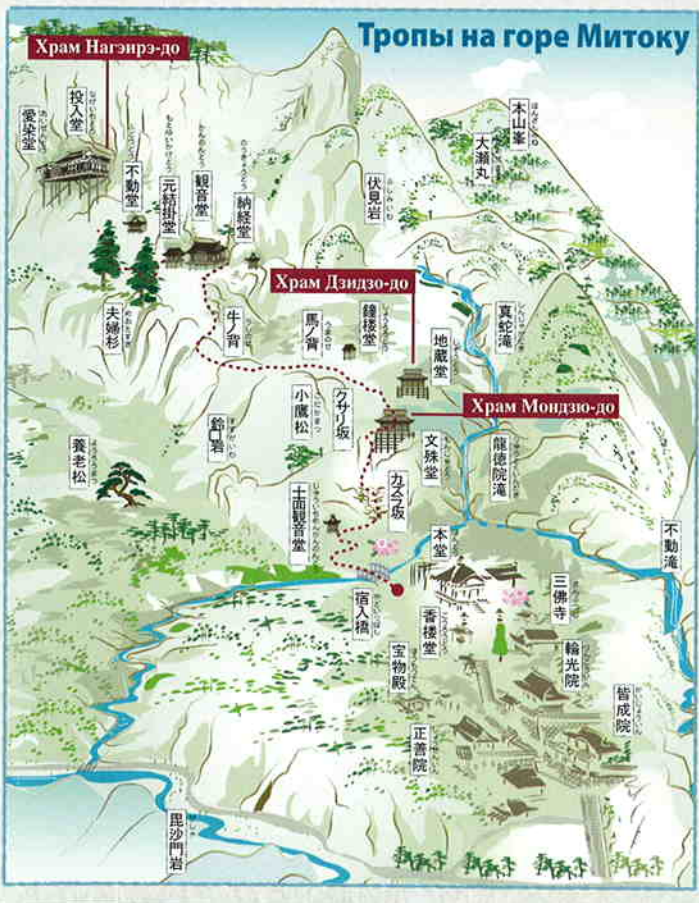 Тропы на горе Митоку
Храм Нагэирэ-до
本山峯
大瀬丸
愛染堂
投入堂
不動堂
元結掛堂
観音堂
納経堂
伏見岩
Храм Дзидзо-до
夫婦杉
牛ノ背
馬ノ背
鐘楼堂
地蔵堂
真蛇滝
小鷹松
クサリ坂
Храм Мондзю-до
養老松
鈴口岩
文殊堂
龍徳院滝
十面観音堂
カズラ坂
本堂
不動滝
宿入橋
香楼堂
三佛寺
宝物殿
輪光院
正善院
皆成院
毘沙門岩